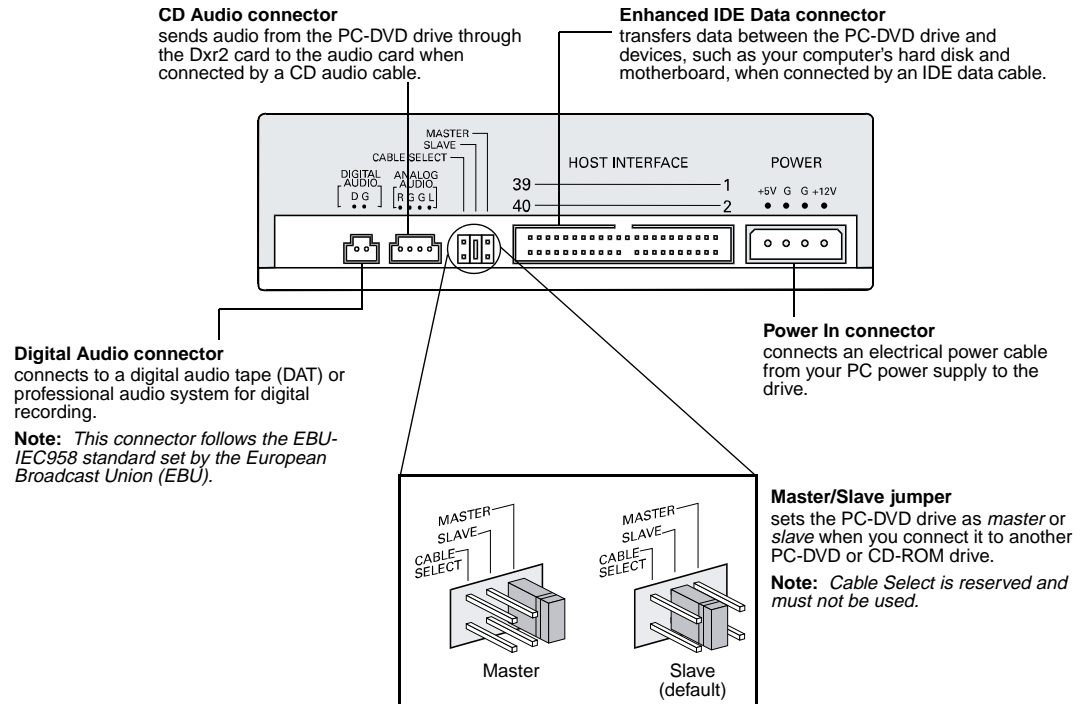 CD Audio connector
sends audio from the PC-DVD drive through
the Dxr2 card to the audio card when
connected by a CD audio cable.
Enhanced IDE Data connector
transfers data between the PC-DVD drive and
devices, such as your computer's hard disk and
motherboard, when connected by an IDE data cable.
MASTER
SLAVE
CABLE SELECT
DIGITAL
AUDIO
D G
ANALOG
AUDIO
R G G L
HOST INTERFACE
39 1
40 2
POWER
+5V G G +12V
Digital Audio connector
connects to a digital audio tape (DAT) or
professional audio system for digital
recording.
Note: This connector follows the EBU-
IEC958 standard set by the European
Broadcast Union (EBU).
Power In connector
connects an electrical power cable
from your PC power supply to the
drive.
MASTER
SLAVE
CABLE
SELECT
Master
MASTER
SLAVE
CABLE
SELECT
Slave
(default)
Master/Slave jumper
sets the PC-DVD drive as master or
slave when you connect it to another
PC-DVD or CD-ROM drive.
Note: Cable Select is reserved and
must not be used.